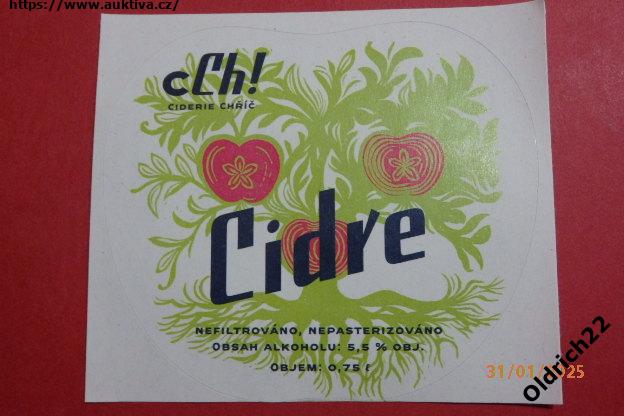 https://www.auktiva.cz/
cCh!
CIDERIE CHŘÍČ
Cidre
NEFILTROVÁNO, NEPASTERIZOVÁNO
OBSAH ALKOHOLU: 5,5 % OBJ.
OBJEM: 0,75 ℓ
31/01/2025
Oldrich22